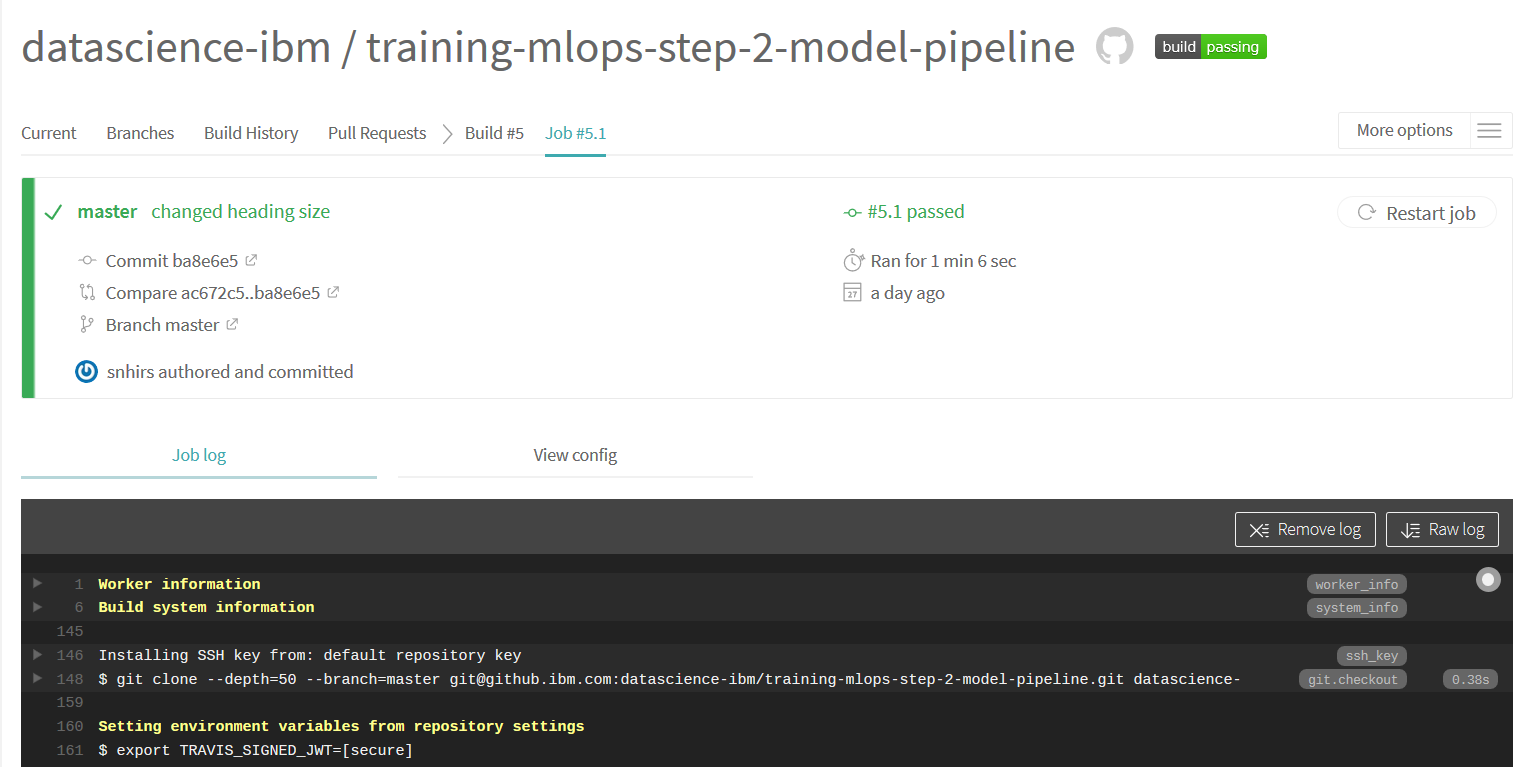 datascience-ibm / training-mlops-step-2-model-pipeline build passing
Current Branches Build History Pull Requests Build #5 Job #5.1 More options
master changed heading size
Commit ba8e6e5
Compare ac672c5..ba8e6e5
Branch master
snhirs authored and committed
#5.1 passed
Ran for 1 min 6 sec
27 a day ago
Restart job
Job log View config
Remove log Raw log
1 Worker information worker_info
6 Build system information system_info
145
146 Installing SSH key from: default repository key ssh_key
148 $ git clone --depth=50 --branch=master git@github.ibm.com:datascience-ibm/training-mlops-step-2-model-pipeline.git datascience- git.checkout 0.38s
159
160 Setting environment variables from repository settings
161 $ export TRAVIS_SIGNED_JWT=[secure]